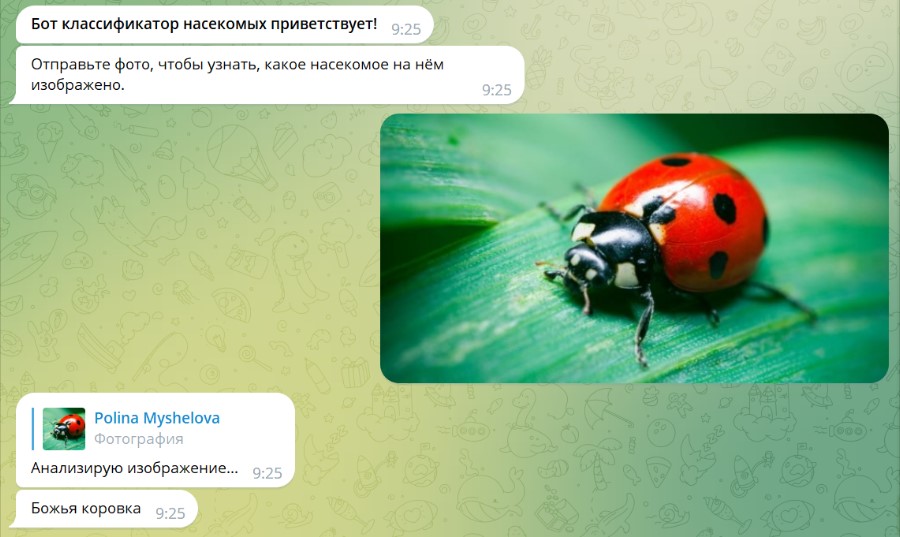 Бот классификатор насекомых приветствует!
9:25
Отправьте фото, чтобы узнать, какое насекомое на нём
изображено.
9:25
Polina Myshelova
Фотография
Анализирую изображение...
9:25
Божья коровка
9:25